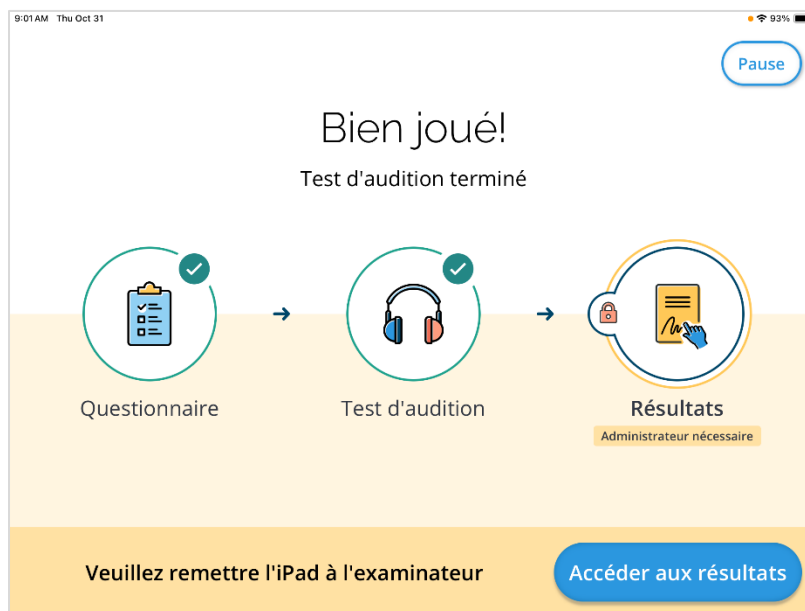 9:01 AM Thu Oct 31
93%
Pause
Bien joué!
Test d'audition terminé
Questionnaire
Test d'audition
Résultats
Administrateur nécessaire
Veuillez remettre l'iPad à l'examinateur
Accéder aux résultats